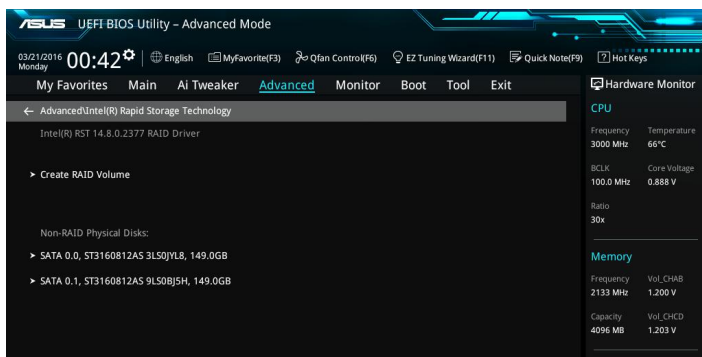 ASUS UEFI BIOS Utility – Advanced Mode
03/21/2016 Monday 00:42 English MyFavorite(F3) Qfan Control(F6) EZ Tuning Wizard(F11) Quick Note(F9) ? Hot Keys
My Favorites Main Ai Tweaker Advanced Monitor Boot Tool Exit
← Advanced\Intel(R) Rapid Storage Technology
Intel(R) RST 14.8.0.2377 RAID Driver
> Create RAID Volume
Non-RAID Physical Disks:
> SATA 0.0, ST3160812AS 3LS0JYL8, 149.0GB
> SATA 0.1, ST3160812AS 9LS0BJ5H, 149.0GB
Hardware Monitor
CPU
Frequency Temperature
3000 MHz 66°C
BCLK Core Voltage
100.0 MHz 0.888 V
Ratio
30x
Memory
Frequency Vol_CHAB
2133 MHz 1.200 V
Capacity Vol_CHCD
4096 MB 1.203 V